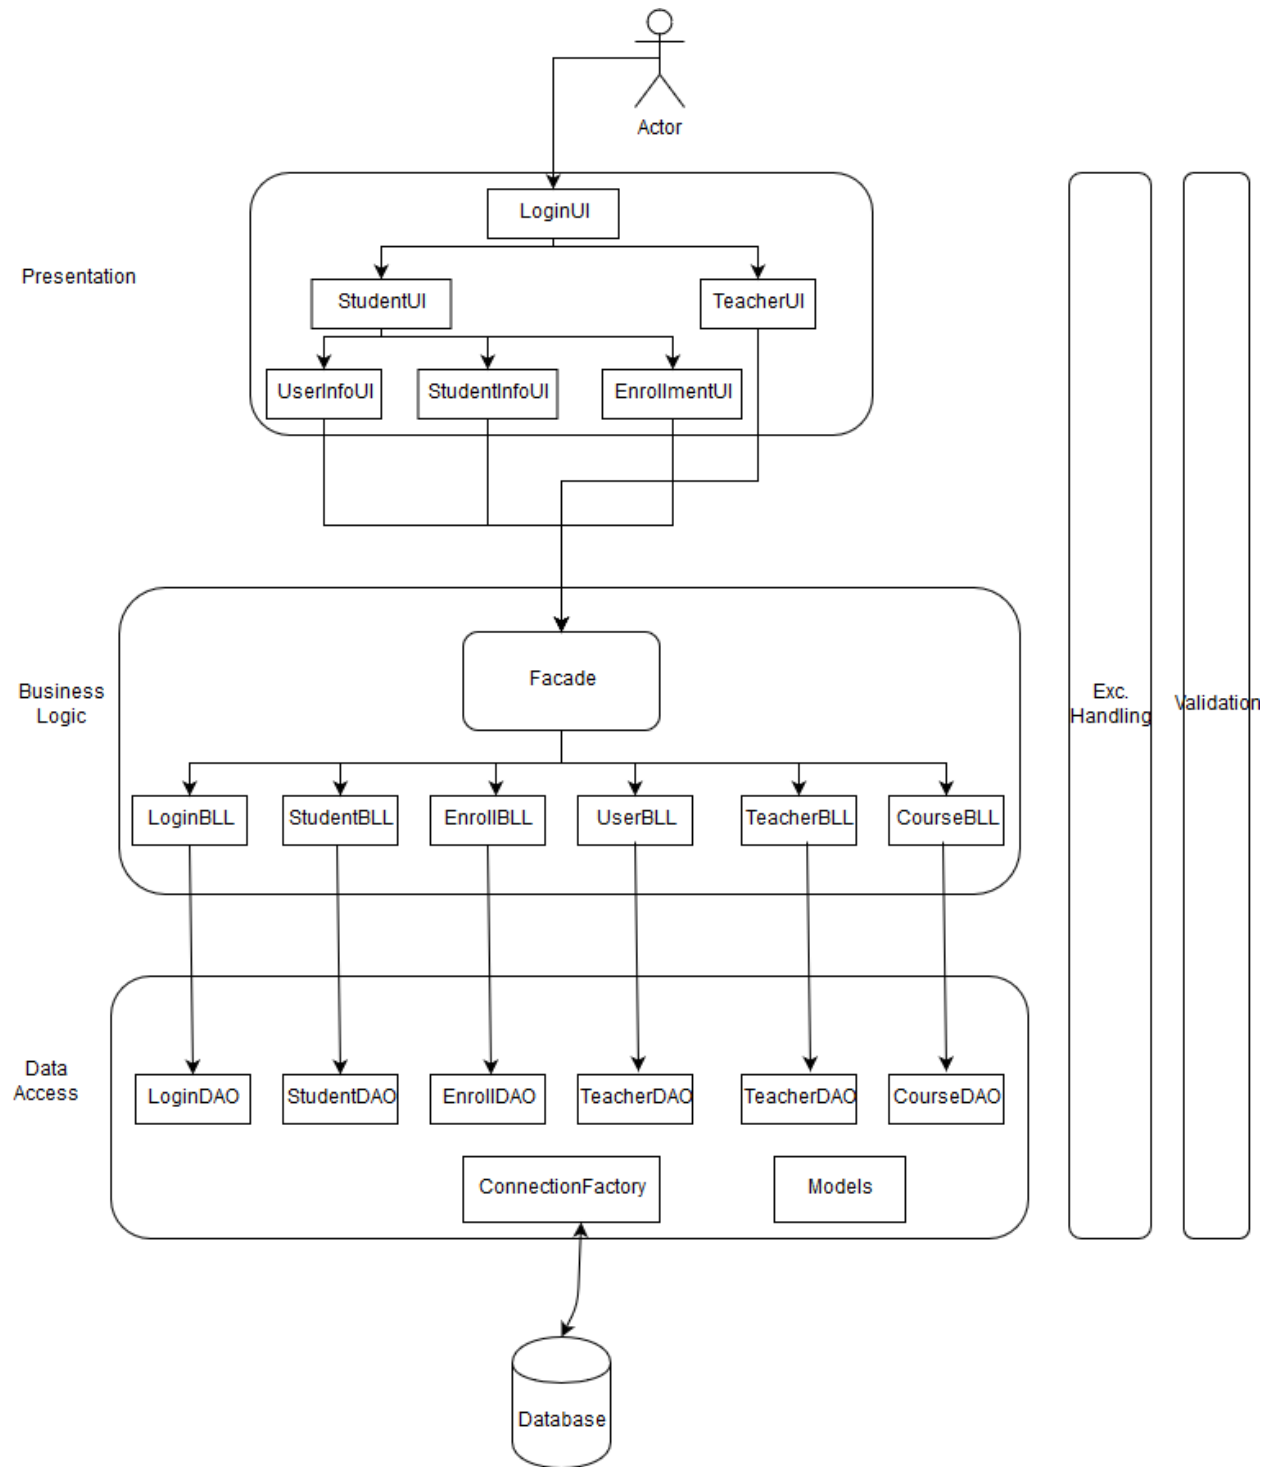 Actor
LoginUI
Presentation
StudentUI
TeacherUI
UserInfoUI
StudentInfoUI
EnrollmentUI
Business
Logic
Facade
Exc.
Handling
Validation
LoginBLL
StudentBLL
EnrollBLL
UserBLL
TeacherBLL
CourseBLL
Data
Access
LoginDAO
StudentDAO
EnrollDAO
TeacherDAO
TeacherDAO
CourseDAO
ConnectionFactory
Models
Database